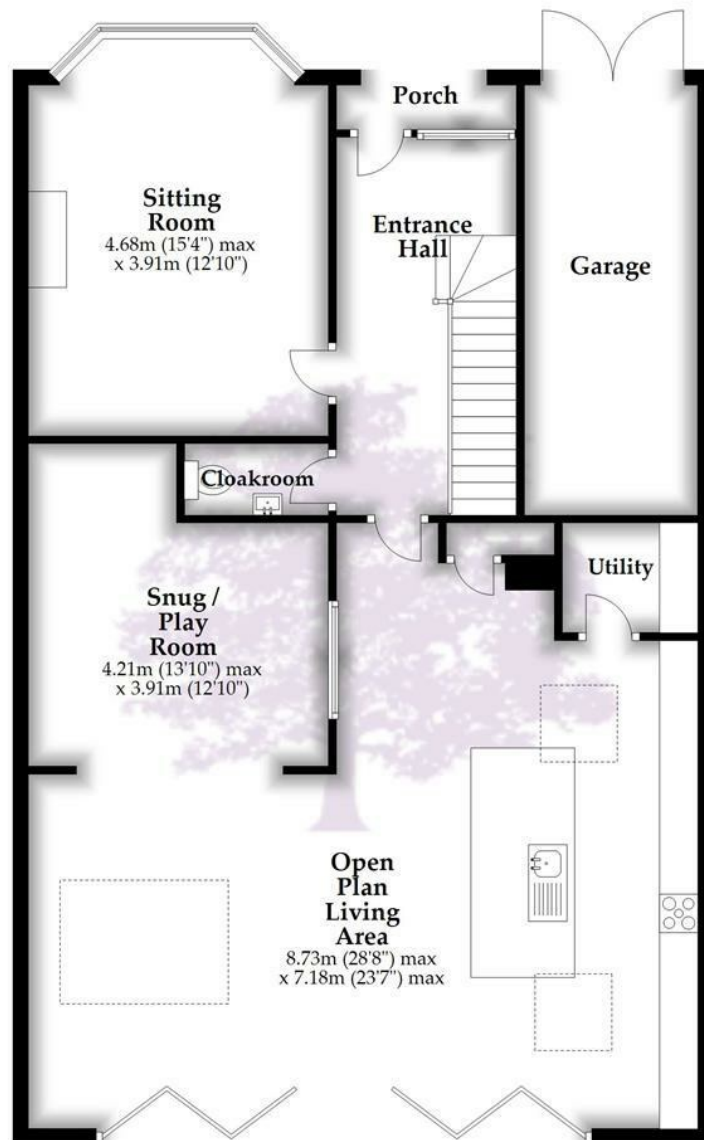 Porch
Sitting
Room
4.68m (15'4") max
x 3.91m (12'10")
Entrance
Hall
Garage
Cloakroom
Snug /
Play
Room
4.21m (13'10") max
x 3.91m (12'10")
Utility
Open
Plan
Living
Area
8.73m (28'8") max
x 7.18m (23'7") max